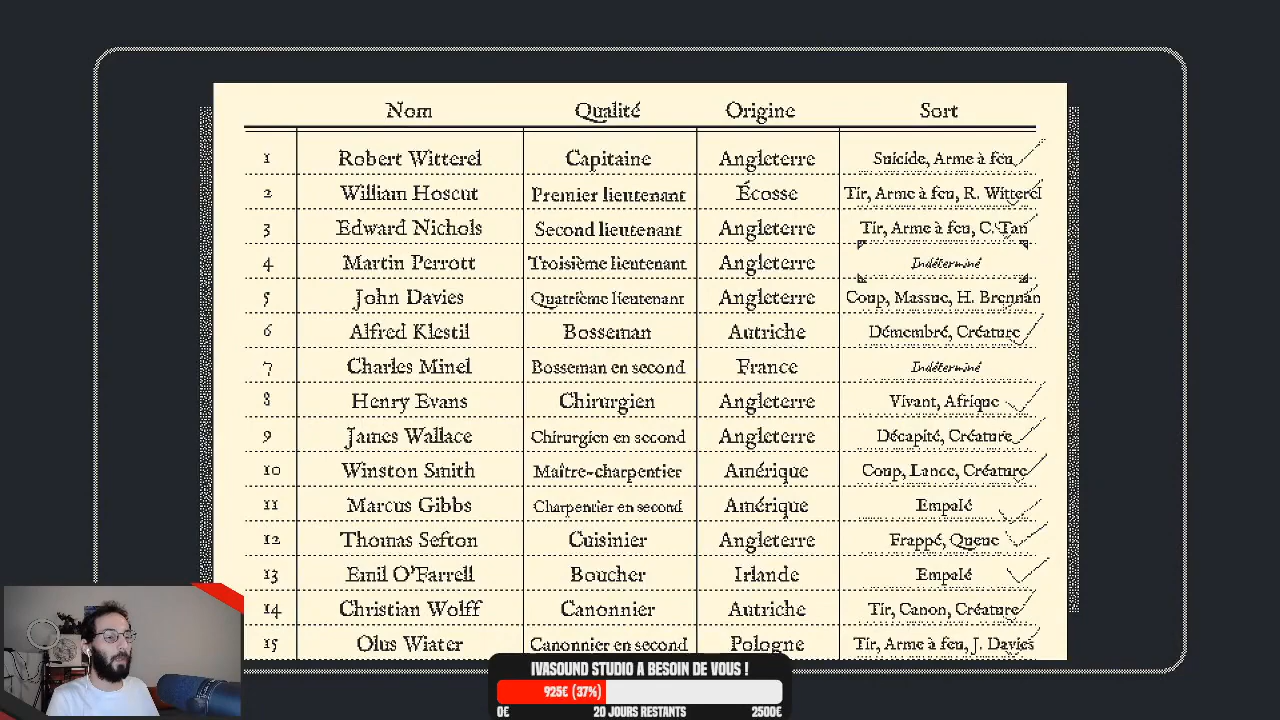 Nom Qualité Origine Sort
1 Robert Witterel Capitaine Angleterre Suicide, Arme à feu
2 William Hoscut Premier lieutenant Écosse Tir, Arme à feu, R. Witterel
3 Edward Nichols Second lieutenant Angleterre Tir, Arme à feu, C. Tan
4 Martin Perrott Troisième lieutenant Angleterre Indéterminé
5 John Davies Quatrième lieutenant Angleterre Coup, Massue, H. Brennan
6 Alfred Klestil Bosseman Autriche Démembré, Créature
7 Charles Minel Bosseman en second France Indéterminé
8 Henry Evans Chirurgien Angleterre Vivant, Afrique
9 James Wallace Chirurgien en second Angleterre Décapité, Créature
10 Winston Smith Maître-charpentier Amérique Coup, Lance, Créature
11 Marcus Gibbs Charpentier en second Amérique Empalé
12 Thomas Sefton Cuisinier Angleterre Frappé, Queue
13 Emil O'Farrell Boucher Irlande Empalé
14 Christian Wolff Canonnier Autriche Tir, Canon, Créature
15 Olus Wiater Canonnier en second Pologne Tir, Arme à feu, J. Davies
IVASOUND STUDIO A BESOIN DE VOUS !
925€ (37%)
0€ 20 JOURS RESTANTS 2500€